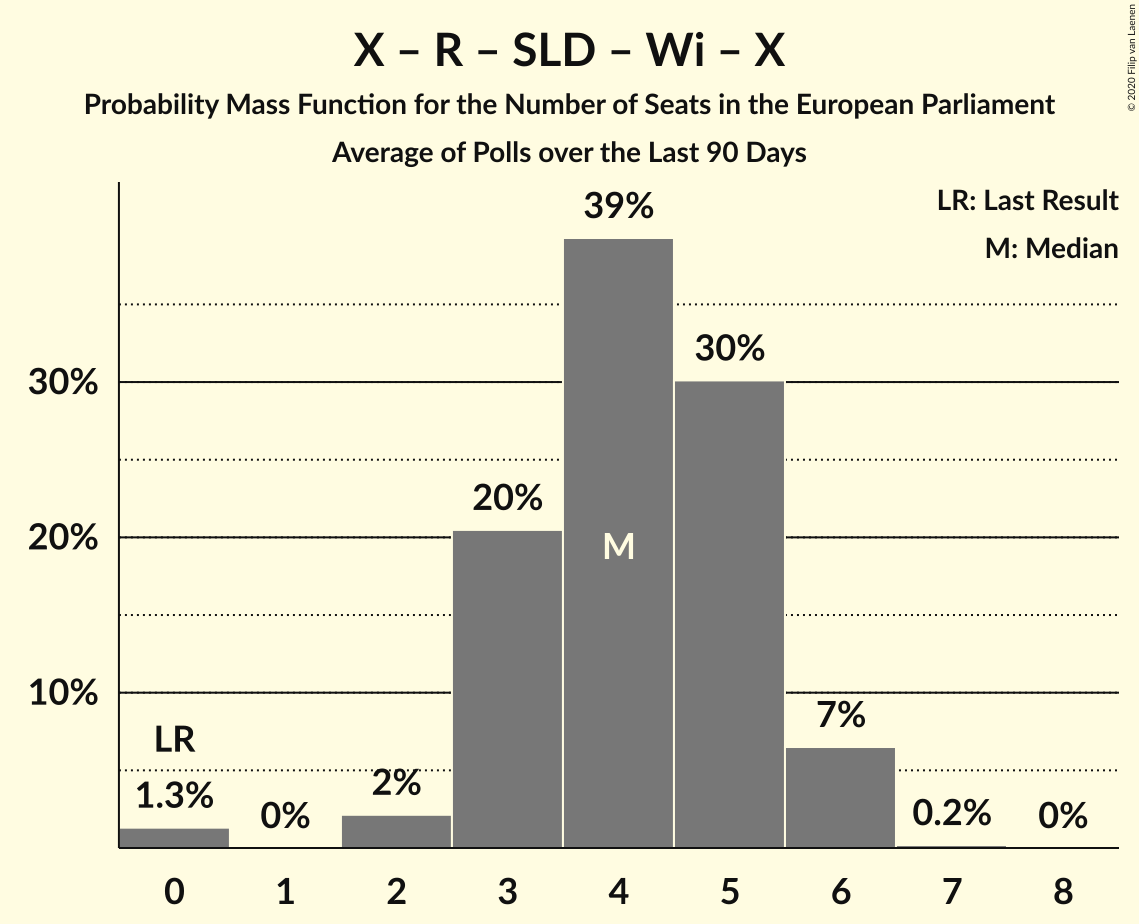 X – R – SLD – Wi – X
Probability Mass Function for the Number of Seats in the European Parliament
Average of Polls over the Last 90 Days
© 2020 Filip van Laenen
LR: Last Result
M: Median
39%
30%
30%
20%
20%
M
10%
7%
LR
2%
1.3%
0%
0.2%
0%
0 1 2 3 4 5 6 7 8